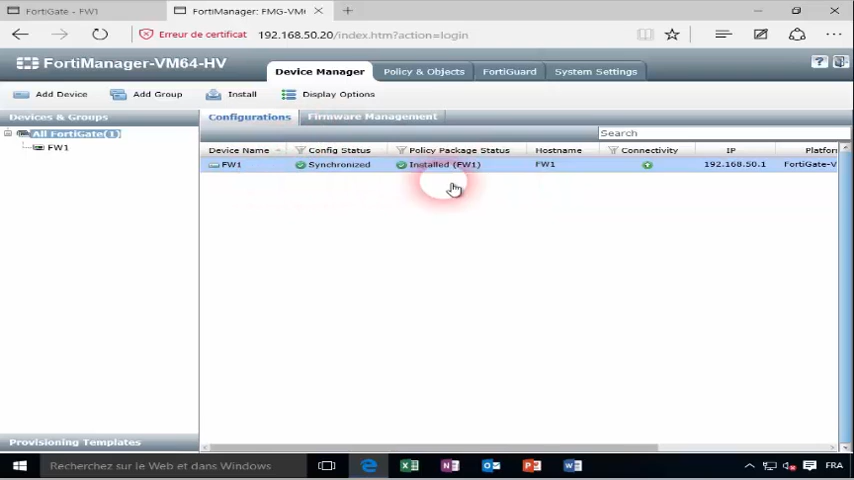 FortiGate - FW1
FortiManager: FMG-VM6
Erreur de certificat
192.168.50.20/index.htm?action=login
FortiManager-VM64-HV
Device Manager
Policy & Objects
FortiGuard
System Settings
Add Device
Add Group
Install
Display Options
Devices & Groups
Configurations
Firmware Management
All FortiGate(1)
FW1
Search
Device Name
Config Status
Policy Package Status
Hostname
Connectivity
IP
Platforn
FW1
Synchronized
Installed (FW1)
FW1
192.168.50.1
FortiGate-V
Provisioning Templates
Recherchez sur le Web et dans Windows
FRA